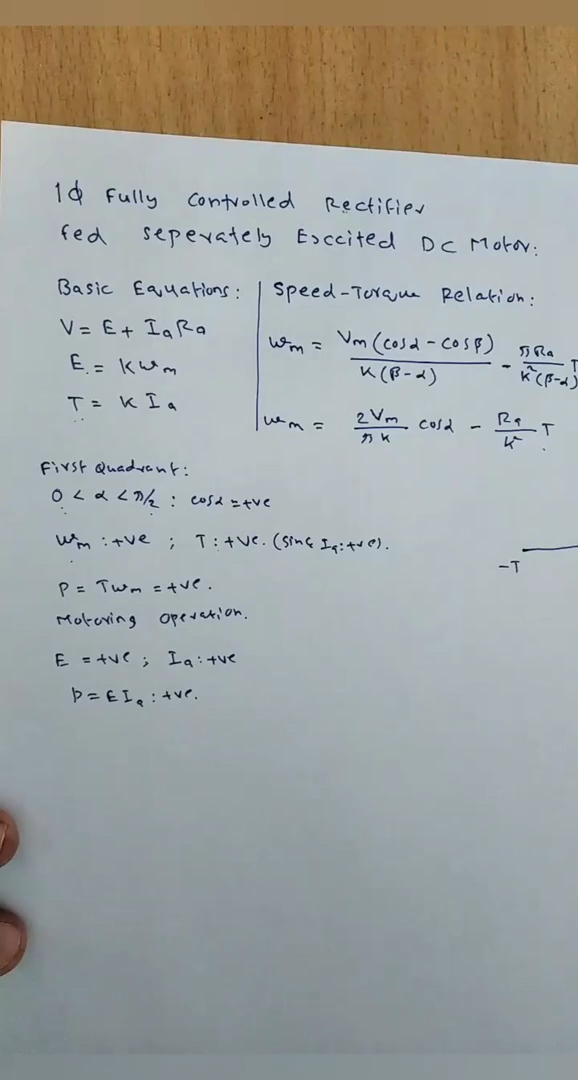 1ϕ Fully Controlled Rectifier
fed seperately Exccited DC Motor:
Basic Equations:
V = E + IaRa
E = Kωm
T = K Ia
Speed-Torque Relation:
ωm = Vm(cosα - cosβ) / K(β-α) - πRa / K²(β-α) T
ωm = 2Vm / πK cosα - Ra / K² T
First Quadrant:
0 < α < π/2 : cosα = +ve
ωm : +ve ; T : +ve. (Since Ia : +ve).
P = Tωm = +ve.
Motoring operation.
E = +ve ; Ia : +ve
P = EIa : +ve.
-T